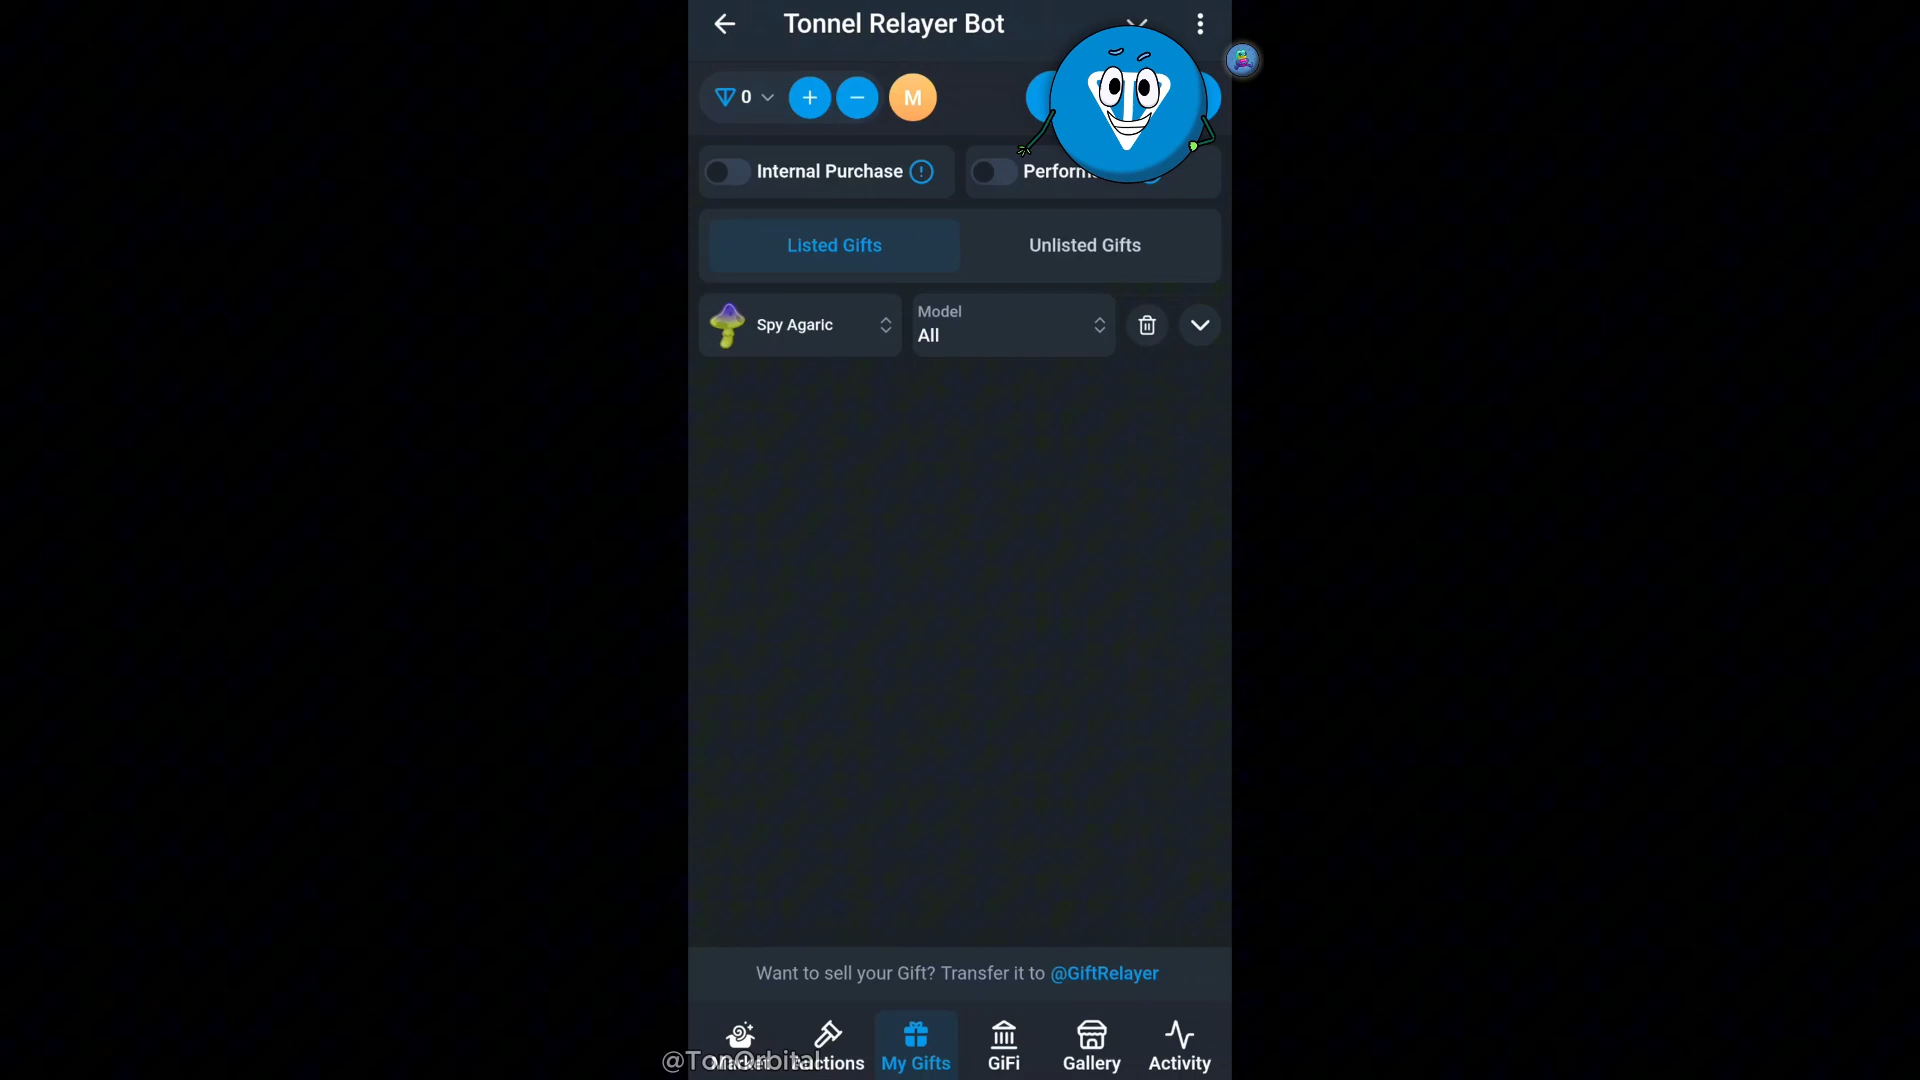 Tonnel Relayer Bot
0
M
Internal Purchase
Listed Gifts
Unlisted Gifts
Spy Agaric
Model
All
Want to sell your Gift? Transfer it to @GiftRelayer
@TonOrbital
My Gifts
GiFi
Gallery
Activity